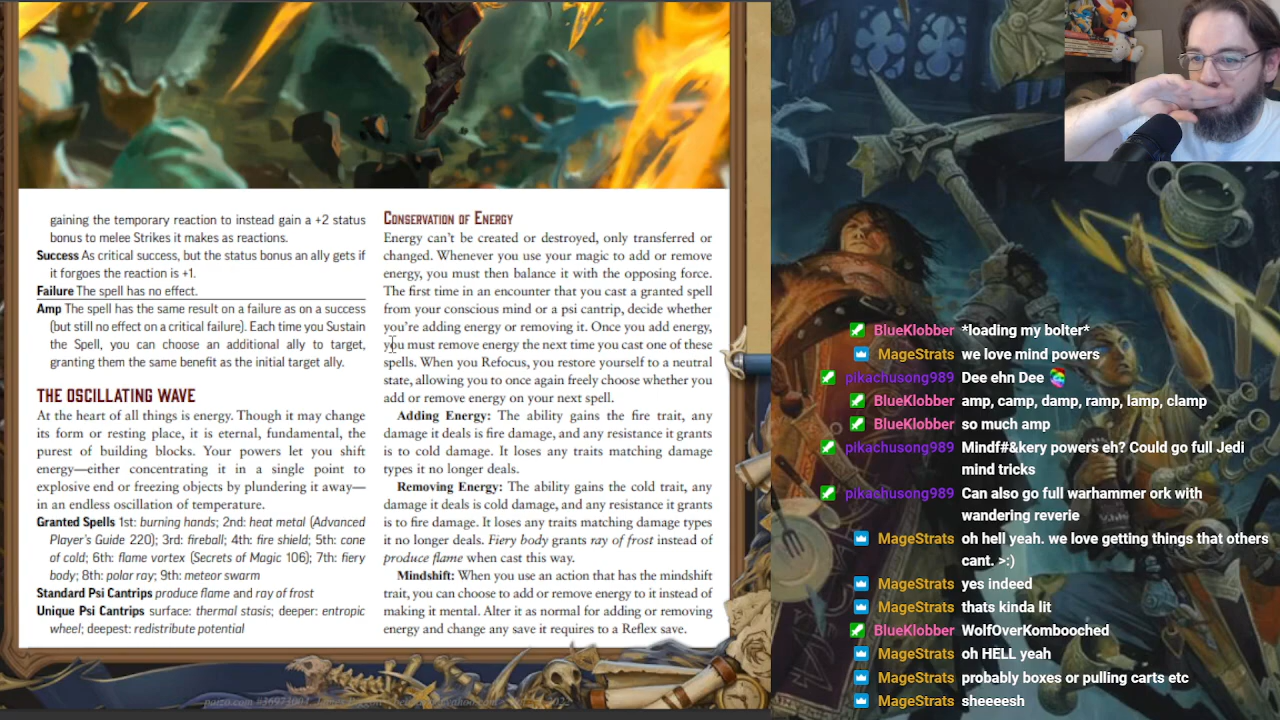 gaining the temporary reaction to instead gain a +2 status
bonus to melee Strikes it makes as reactions.
Success As critical success, but the status bonus an ally gets if
it forgoes the reaction is +1.
Failure The spell has no effect.
Amp The spell has the same result on a failure as on a success
(but still no effect on a critical failure). Each time you Sustain
the Spell, you can choose an additional ally to target,
granting them the same benefit as the initial target ally.
THE OSCILLATING WAVE
At the heart of all things is energy. Though it may change
its form or resting place, it is eternal, fundamental, the
purest of building blocks. Your powers let you shift
energy—either concentrating it in a single point to
explosive end or freezing objects by plundering it away—
in an endless oscillation of temperature.
Granted Spells 1st: burning hands; 2nd: heat metal (Advanced
Player's Guide 220); 3rd: fireball; 4th: fire shield; 5th: cone
of cold; 6th: flame vortex (Secrets of Magic 106); 7th: fiery
body; 8th: polar ray; 9th: meteor swarm
Standard Psi Cantrips produce flame and ray of frost
Unique Psi Cantrips surface: thermal stasis; deeper: entropic
wheel; deepest: redistribute potential
CONSERVATION OF ENERGY
Energy can't be created or destroyed, only transferred or
changed. Whenever you use your magic to add or remove
energy, you must then balance it with the opposing force.
The first time in an encounter that you cast a granted spell
from your conscious mind or a psi cantrip, decide whether
you're adding energy or removing it. Once you add energy,
you must remove energy the next time you cast one of these
spells. When you Refocus, you restore yourself to a neutral
state, allowing you to once again freely choose whether you
add or remove energy on your next spell.
Adding Energy: The ability gains the fire trait, any
damage it deals is fire damage, and any resistance it grants
is to cold damage. It loses any traits matching damage
types it no longer deals.
Removing Energy: The ability gains the cold trait, any
damage it deals is cold damage, and any resistance it grants
is to fire damage. It loses any traits matching damage types
it no longer deals. Fiery body grants ray of frost instead of
produce flame when cast this way.
Mindshift: When you use an action that has the mindshift
trait, you can choose to add or remove energy to it instead of
making it mental. Alter it as normal for adding or removing
energy and change any save it requires to a Reflex save.
BlueKlobber *loading my bolter*
MageStrats we love mind powers
pikachusong989 Dee ehn Dee
BlueKlobber amp, camp, damp, ramp, lamp, clamp
BlueKlobber so much amp
pikachusong989 Mindf#&kery powers eh? Could go full Jedi
mind tricks
pikachusong989 Can also go full warhammer ork with
wandering reverie
MageStrats oh hell yeah. we love getting things that others
cant. >:)
MageStrats yes indeed
MageStrats thats kinda lit
BlueKlobber WolfOverKombooched
MageStrats oh HELL yeah
MageStrats probably boxes or pulling carts etc
MageStrats sheeeesh